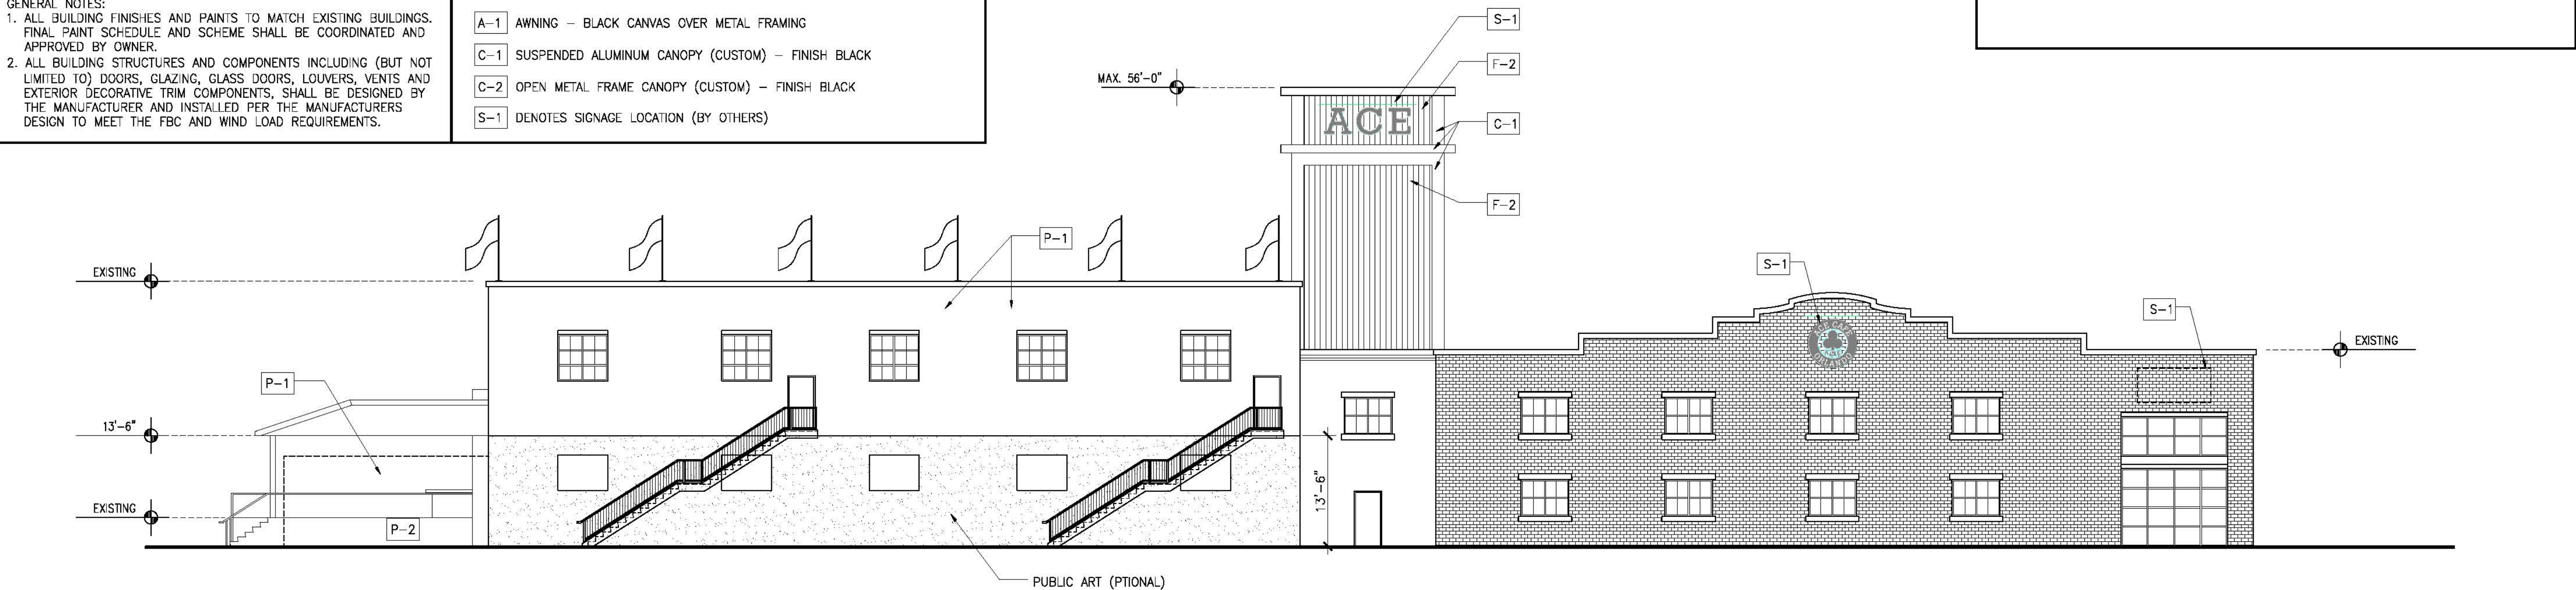 GENERAL NOTES:
1. ALL BUILDING FINISHES AND PAINTS TO MATCH EXISTING BUILDINGS.
FINAL PAINT SCHEDULE AND SCHEME SHALL BE COORDINATED AND
APPROVED BY OWNER.
2. ALL BUILDING STRUCTURES AND COMPONENTS INCLUDING (BUT NOT
LIMITED TO) DOORS, GLAZING, GLASS DOORS, LOUVERS, VENTS AND
EXTERIOR DECORATIVE TRIM COMPONENTS, SHALL BE DESIGNED BY
THE MANUFACTURER AND INSTALLED PER THE MANUFACTURERS
DESIGN TO MEET THE FBC AND WIND LOAD REQUIREMENTS.
A-1 AWNING - BLACK CANVAS OVER METAL FRAMING
C-1 SUSPENDED ALUMINUM CANOPY (CUSTOM) - FINISH BLACK
C-2 OPEN METAL FRAME CANOPY (CUSTOM) - FINISH BLACK
S-1 DENOTES SIGNAGE LOCATION (BY OTHERS)
S-1
F-2
MAX. 56'-0"
ACE
C-1
F-2
P-1
EXISTING
S-1
S-1
EXISTING
ACE CAFE
ORLANDO
P-1
13'-6"
13'-6"
EXISTING
P-2
PUBLIC ART (PTIONAL)